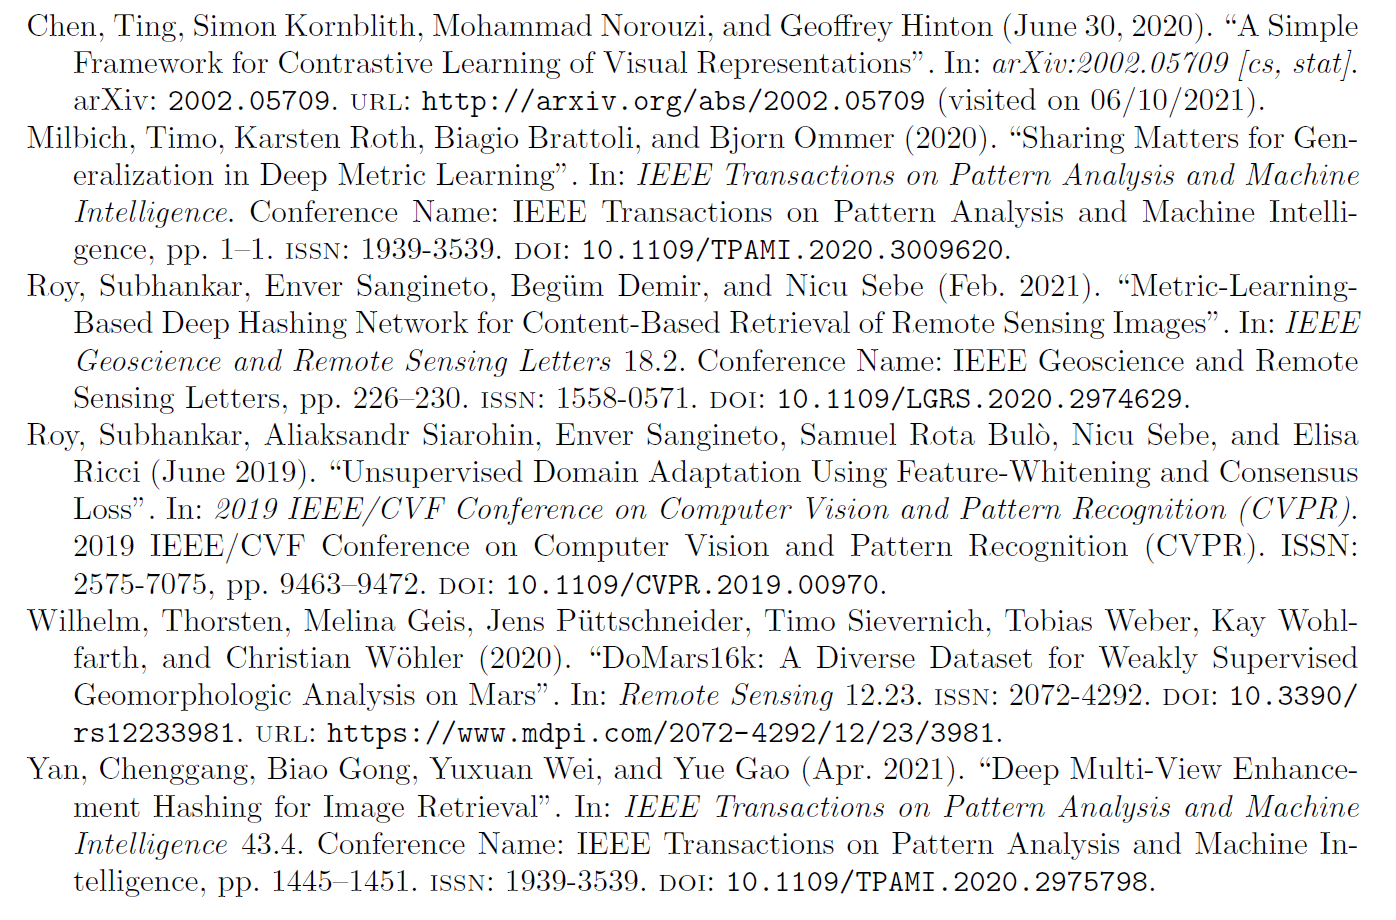 Chen, Ting, Simon Kornblith, Mohammad Norouzi, and Geoffrey Hinton (June 30, 2020). “A Simple
Framework for Contrastive Learning of Visual Representations”. In: arXiv:2002.05709 [cs, stat].
arXiv: 2002.05709. URL: http://arxiv.org/abs/2002.05709 (visited on 06/10/2021).
Milbich, Timo, Karsten Roth, Biagio Brattoli, and Bjorn Ommer (2020). “Sharing Matters for Gen-
eralization in Deep Metric Learning”. In: IEEE Transactions on Pattern Analysis and Machine
Intelligence. Conference Name: IEEE Transactions on Pattern Analysis and Machine Intelli-
gence, pp. 1–1. ISSN: 1939-3539. DOI: 10.1109/TPAMI.2020.3009620.
Roy, Subhankar, Enver Sangineto, Begüm Demir, and Nicu Sebe (Feb. 2021). “Metric-Learning-
Based Deep Hashing Network for Content-Based Retrieval of Remote Sensing Images”. In: IEEE
Geoscience and Remote Sensing Letters 18.2. Conference Name: IEEE Geoscience and Remote
Sensing Letters, pp. 226–230. ISSN: 1558-0571. DOI: 10.1109/LGRS.2020.2974629.
Roy, Subhankar, Aliaksandr Siarohin, Enver Sangineto, Samuel Rota Bulò, Nicu Sebe, and Elisa
Ricci (June 2019). “Unsupervised Domain Adaptation Using Feature-Whitening and Consensus
Loss”. In: 2019 IEEE/CVF Conference on Computer Vision and Pattern Recognition (CVPR).
2019 IEEE/CVF Conference on Computer Vision and Pattern Recognition (CVPR). ISSN:
2575-7075, pp. 9463–9472. DOI: 10.1109/CVPR.2019.00970.
Wilhelm, Thorsten, Melina Geis, Jens Püttschneider, Timo Sievernich, Tobias Weber, Kay Wohl-
farth, and Christian Wöhler (2020). “DoMars16k: A Diverse Dataset for Weakly Supervised
Geomorphologic Analysis on Mars”. In: Remote Sensing 12.23. ISSN: 2072-4292. DOI: 10.3390/
rs12233981. URL: https://www.mdpi.com/2072-4292/12/23/3981.
Yan, Chenggang, Biao Gong, Yuxuan Wei, and Yue Gao (Apr. 2021). “Deep Multi-View Enhance-
ment Hashing for Image Retrieval”. In: IEEE Transactions on Pattern Analysis and Machine
Intelligence 43.4. Conference Name: IEEE Transactions on Pattern Analysis and Machine In-
telligence, pp. 1445–1451. ISSN: 1939-3539. DOI: 10.1109/TPAMI.2020.2975798.